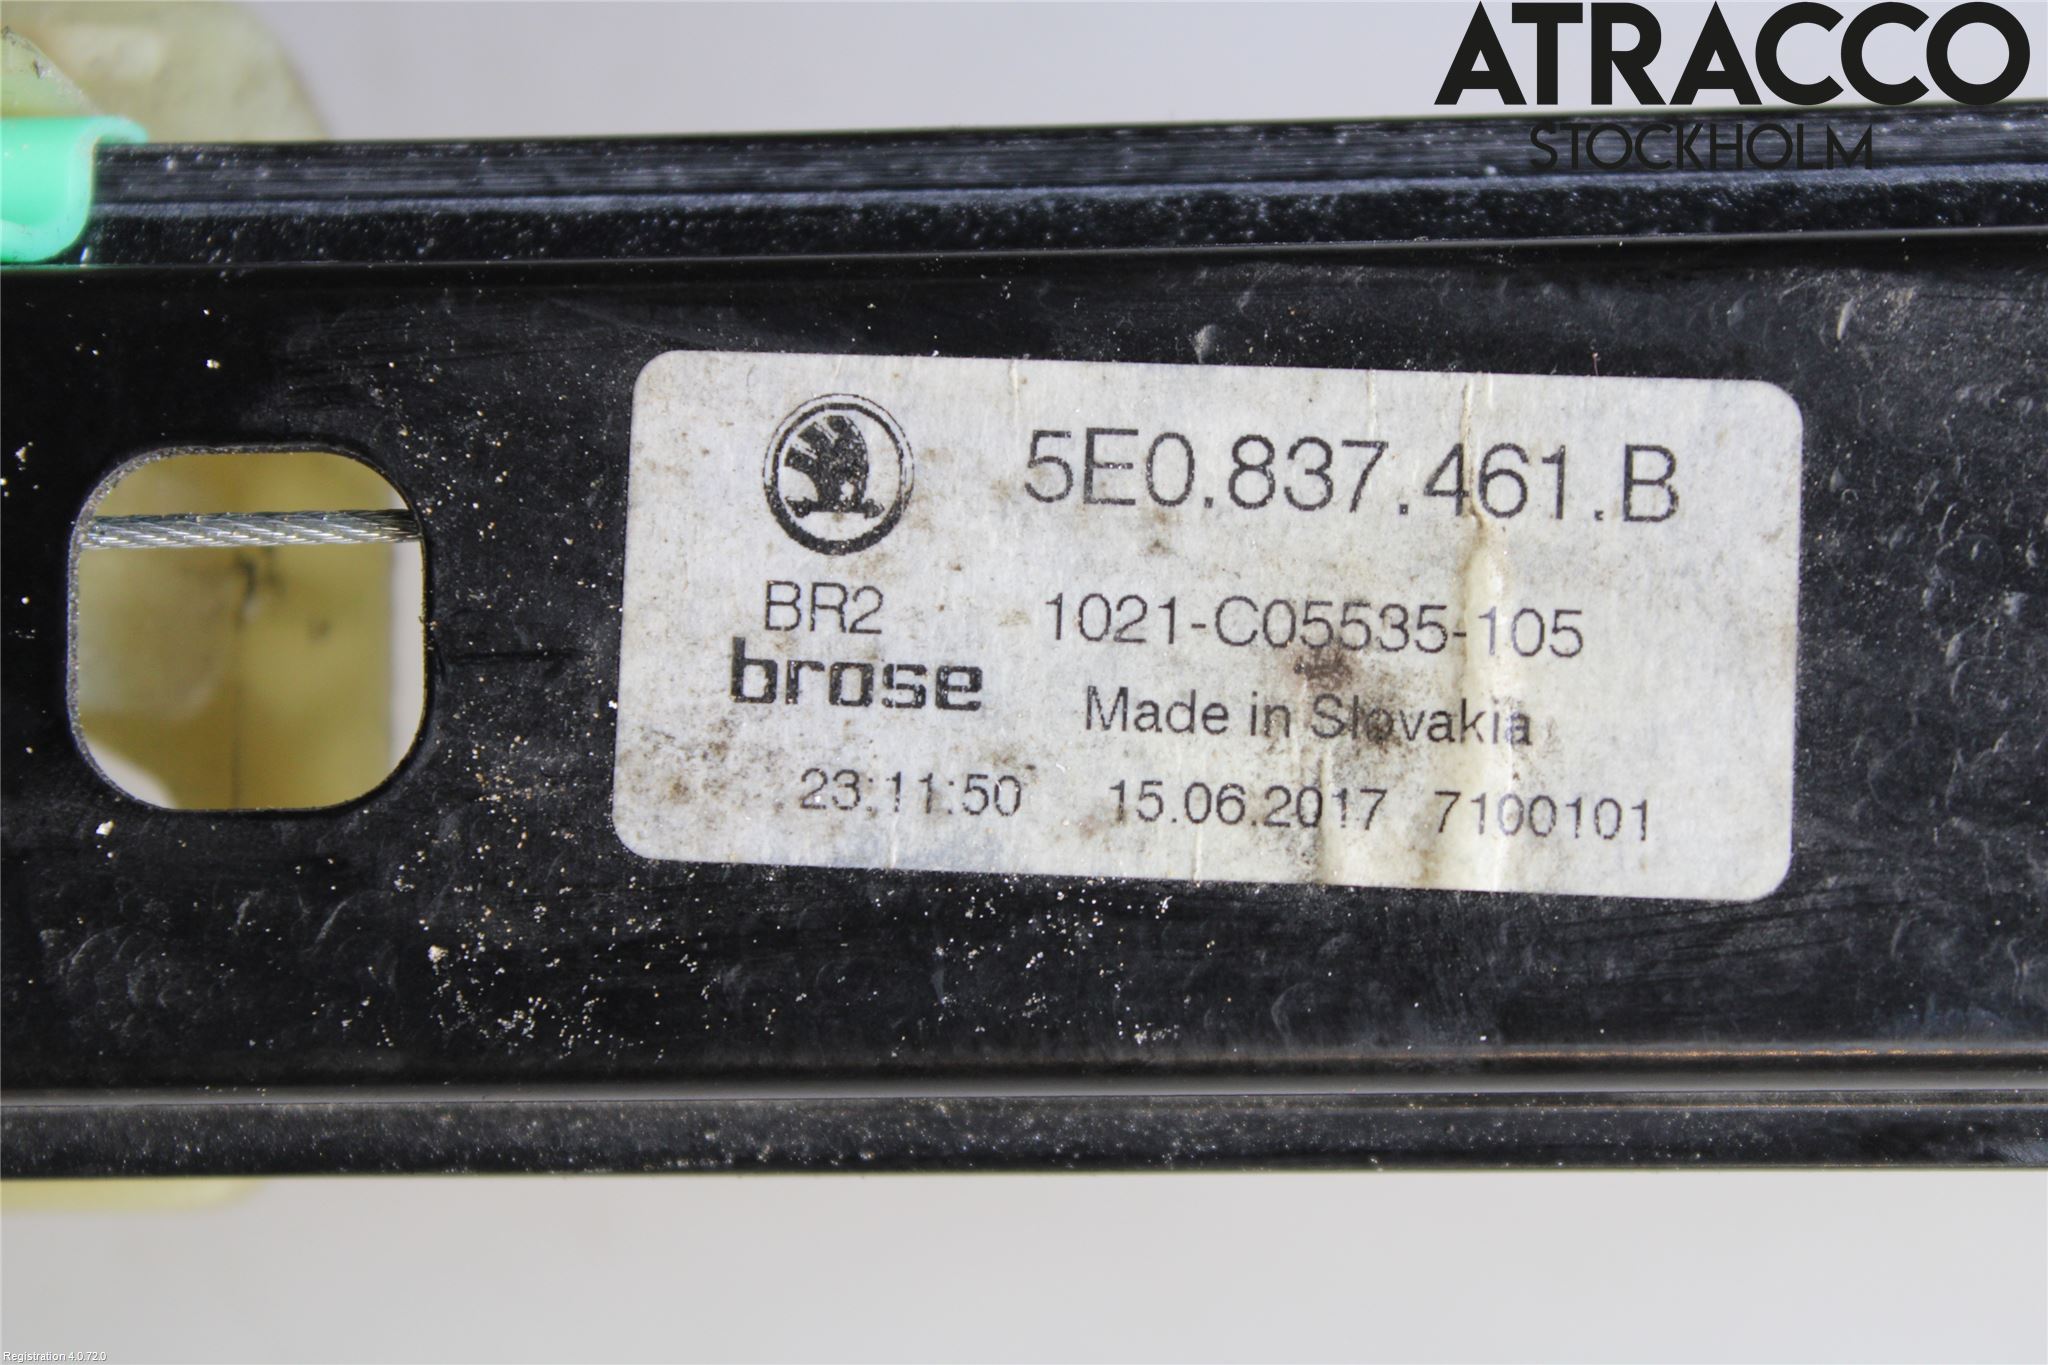 ATRACCO
STOCKHOLM
5E0.837.461.B
BR2 1021-C05535-105
brose
Made in Slovakia
23:11:50 15.06.2017 7100101
Registration 4.0.72.0